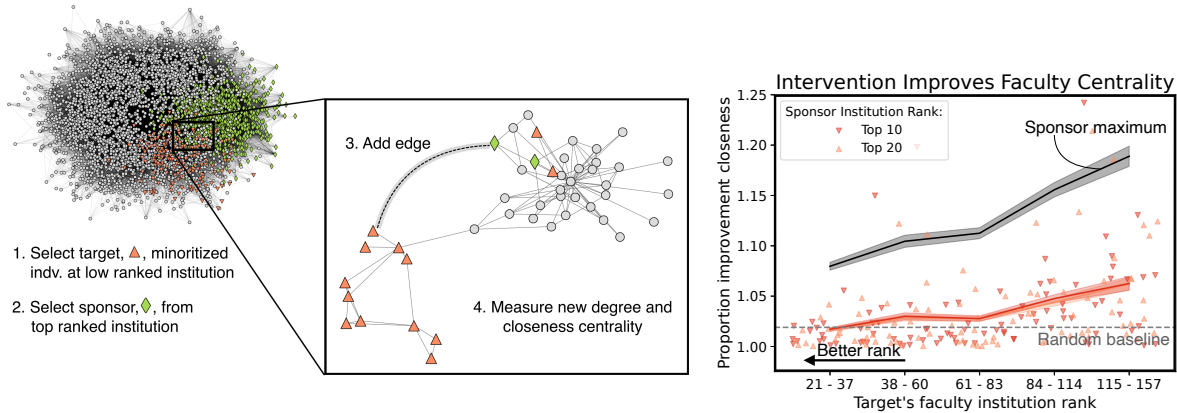 1. Select target, , minoritized
indv. at low ranked institution
2. Select sponsor, , from
top ranked institution
3. Add edge
4. Measure new degree and
closeness centrality
Intervention Improves Faculty Centrality
Proportion improvement closeness
1.25
1.20
1.15
1.10
1.05
1.00
Sponsor Institution Rank:
Top 10
Top 20
Sponsor maximum
Random baseline
Better rank
21 - 37
38 - 60
61 - 83
84 - 114
115 - 157
Target's faculty institution rank